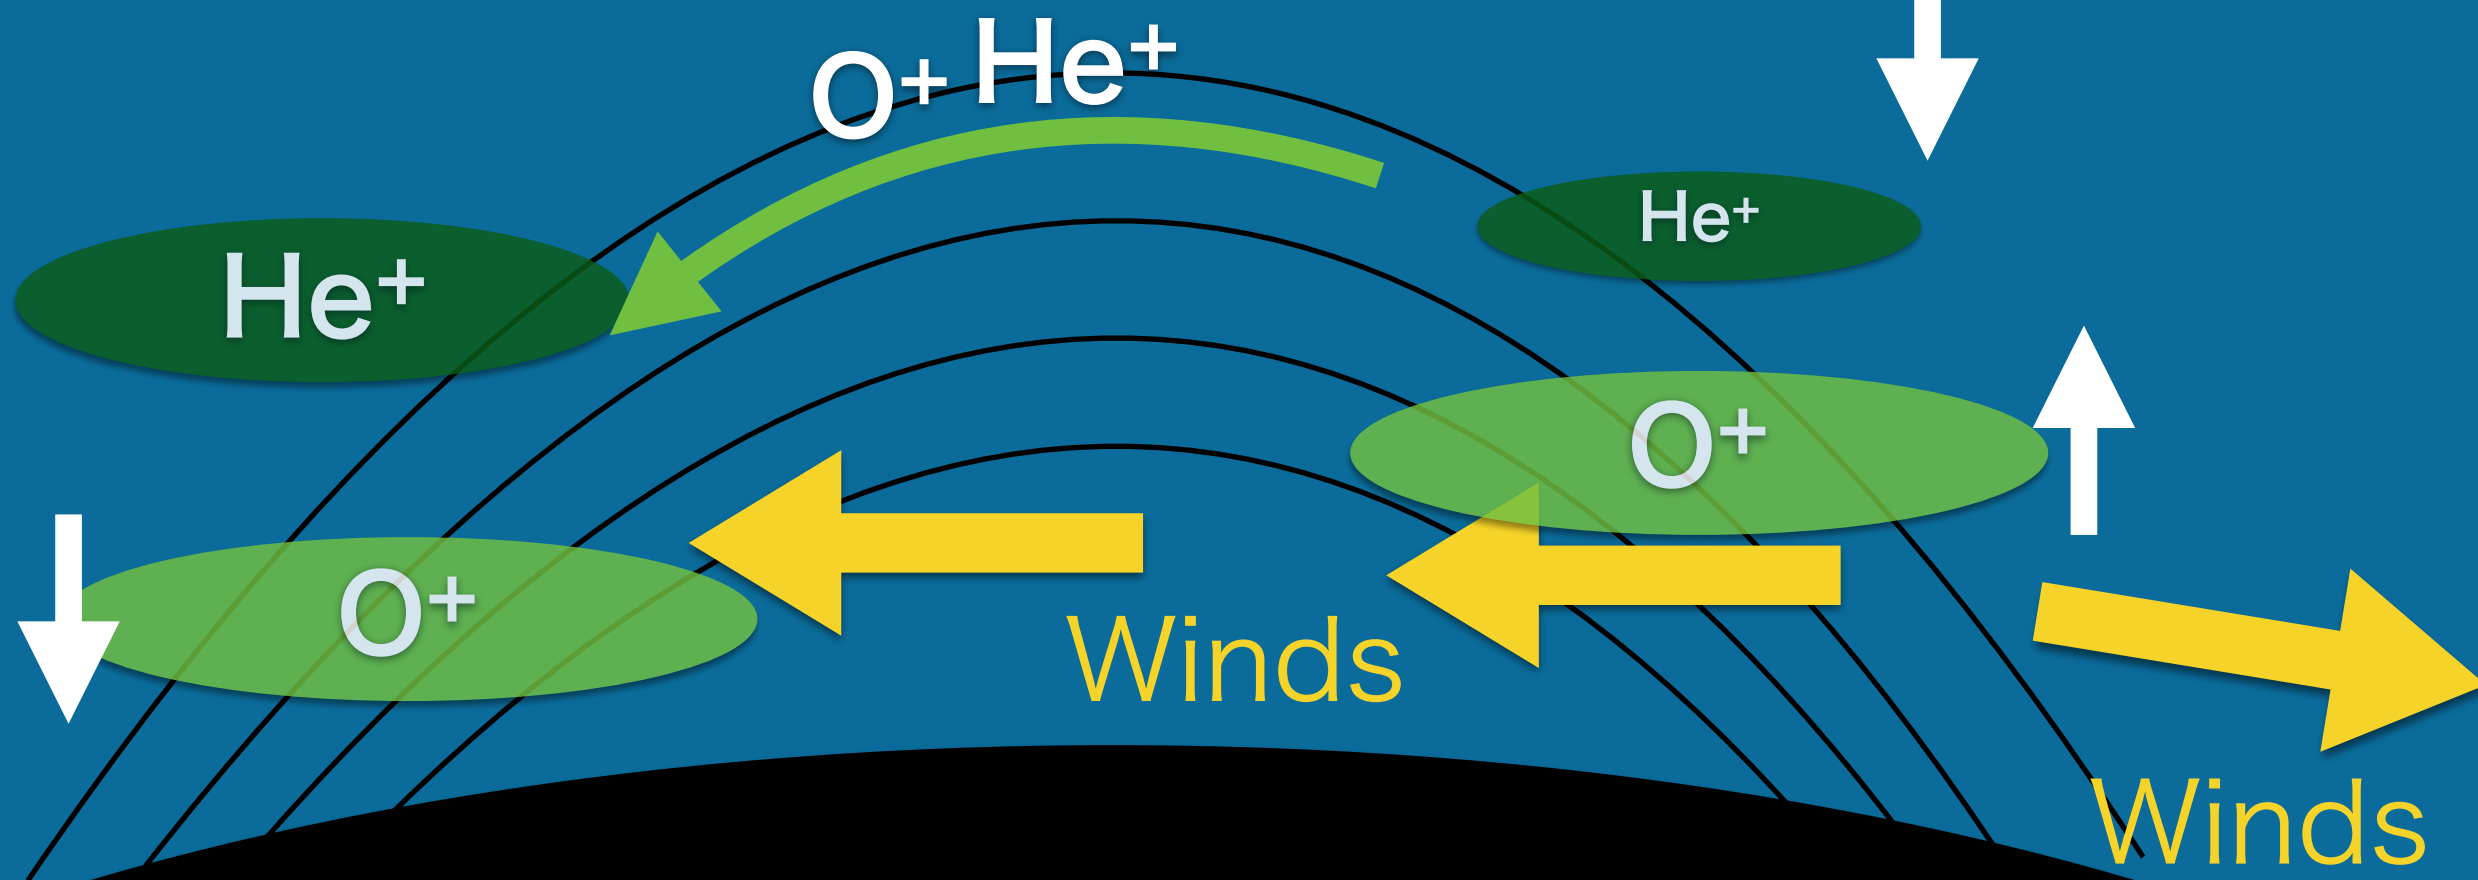 O⁺ He⁺
He⁺
He⁺
O⁺
O⁺
Winds
Winds